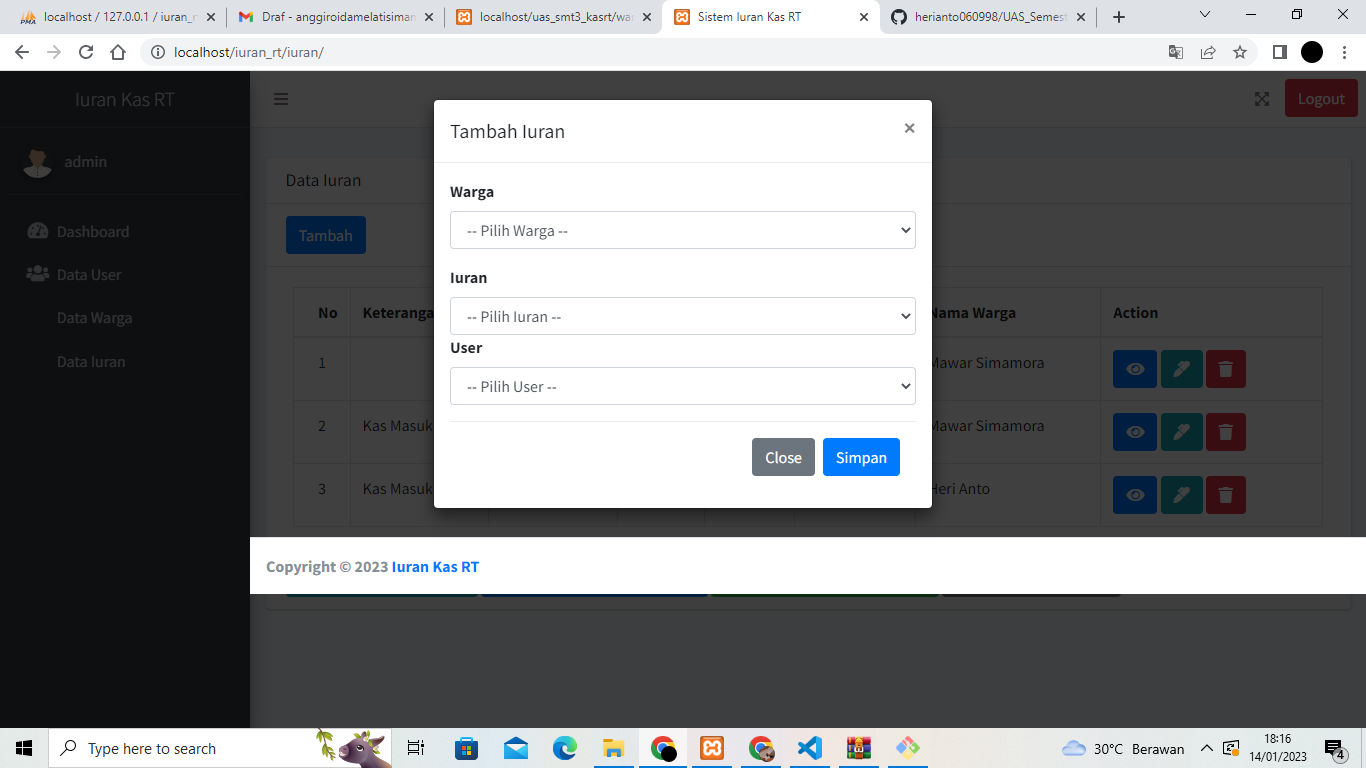 localhost / 127.0.0.1 / iuran_r
Draf - anggiroidamelatisiman
localhost/uas_smt3_kasrt/war
Sistem Iuran Kas RT
herianto060998/UAS_Semest
localhost/iuran_rt/iuran/
Iuran Kas RT
Logout
admin
Dashboard
Data User
Data Warga
Data Iuran
Data Iuran
Tambah
Tambah Iuran
×
Warga
-- Pilih Warga --
Iuran
-- Pilih Iuran --
User
-- Pilih User --
Close
Simpan
No Keteranga Nama Warga Action
1 Mawar Simamora
2 Kas Masuk Mawar Simamora
3 Kas Masuk Heri Anto
Copyright © 2023 Iuran Kas RT
Type here to search
30°C Berawan
18:16
14/01/2023
4